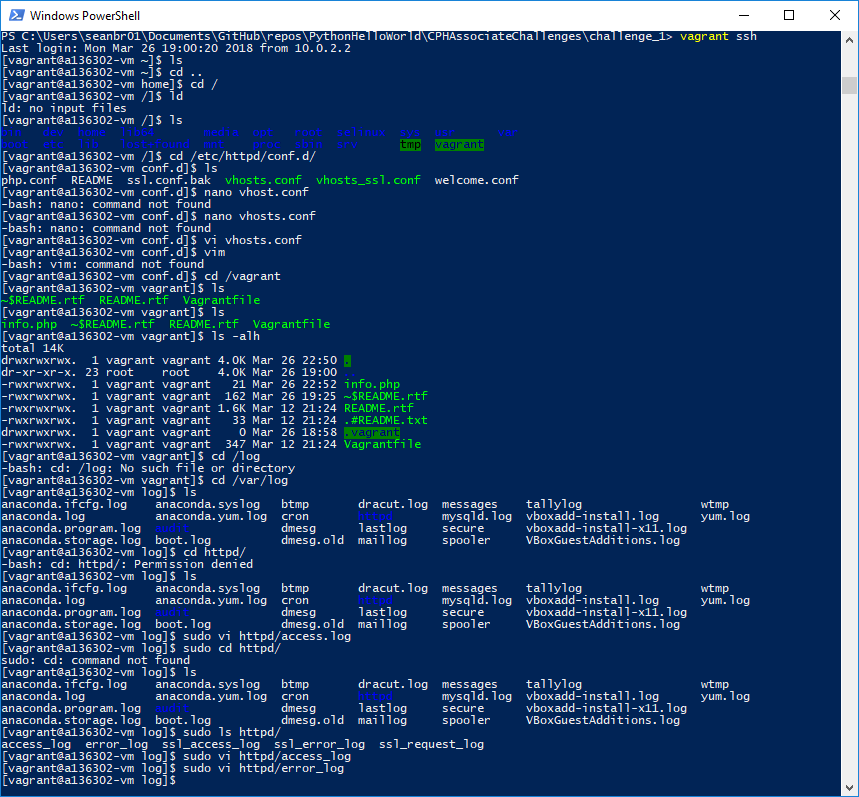 Windows PowerShell
PS C:\Users\seanbr01\Documents\GitHub\repos\PythonHelloWorld\CPHAssociateChallenges\challenge_1> vagrant ssh
Last login: Mon Mar 26 19:00:20 2018 from 10.0.2.2
[vagrant@a136302-vm ~]$ ls
[vagrant@a136302-vm ~]$ cd ..
[vagrant@a136302-vm home]$ cd /
[vagrant@a136302-vm /]$ ld
ld: no input files
[vagrant@a136302-vm /]$ ls
bin dev home lib64 media opt root selinux sys usr var
boot etc lib lost+found mnt proc sbin srv tmp vagrant
[vagrant@a136302-vm /]$ cd /etc/httpd/conf.d/
[vagrant@a136302-vm conf.d]$ ls
php.conf  README  ssl.conf.bak  vhosts.conf  vhosts_ssl.conf  welcome.conf
[vagrant@a136302-vm conf.d]$ nano vhost.conf
-bash: nano: command not found
[vagrant@a136302-vm conf.d]$ nano vhosts.conf
-bash: nano: command not found
[vagrant@a136302-vm conf.d]$ vi vhosts.conf
[vagrant@a136302-vm conf.d]$ vim
-bash: vim: command not found
[vagrant@a136302-vm conf.d]$ cd /vagrant
[vagrant@a136302-vm vagrant]$ ls
~$README.rtf  README.rtf  Vagrantfile
[vagrant@a136302-vm vagrant]$ ls
info.php  ~$README.rtf  README.rtf  Vagrantfile
[vagrant@a136302-vm vagrant]$ ls -alh
total 14K
drwxrwxrwx.  1 vagrant vagrant 4.0K Mar 26 22:50 .
dr-xr-xr-x. 23 root    root    4.0K Mar 26 19:00
-rwxrwxrwx.  1 vagrant vagrant   21 Mar 26 22:52 info.php
-rwxrwxrwx.  1 vagrant vagrant  162 Mar 26 19:25 ~$README.rtf
-rwxrwxrwx.  1 vagrant vagrant 1.6K Mar 12 21:24 README.rtf
-rwxrwxrwx.  1 vagrant vagrant   33 Mar 12 21:24 .#README.txt
drwxrwxrwx.  1 vagrant vagrant    0 Mar 26 18:58 .vagrant
-rwxrwxrwx.  1 vagrant vagrant  347 Mar 12 21:24 Vagrantfile
[vagrant@a136302-vm vagrant]$ cd /log
-bash: cd: /log: No such file or directory
[vagrant@a136302-vm vagrant]$ cd /var/log
[vagrant@a136302-vm log]$ ls
anaconda.ifcfg.log    anaconda.syslog   btmp       dracut.log  messages    tallylog                 wtmp
anaconda.log          anaconda.yum.log  cron       httpd       mysqld.log  vboxadd-install.log      yum.log
anaconda.program.log  audit             dmesg      lastlog     secure      vboxadd-install-x11.log
anaconda.storage.log  boot.log          dmesg.old  maillog     spooler     VBoxGuestAdditions.log
[vagrant@a136302-vm log]$ cd httpd/
-bash: cd: httpd/: Permission denied
[vagrant@a136302-vm log]$ ls
anaconda.ifcfg.log    anaconda.syslog   btmp       dracut.log  messages    tallylog                 wtmp
anaconda.log          anaconda.yum.log  cron       httpd       mysqld.log  vboxadd-install.log      yum.log
anaconda.program.log  audit             dmesg      lastlog     secure      vboxadd-install-x11.log
anaconda.storage.log  boot.log          dmesg.old  maillog     spooler     VBoxGuestAdditions.log
[vagrant@a136302-vm log]$ sudo vi httpd/access.log
[vagrant@a136302-vm log]$ sudo cd httpd/
sudo: cd: command not found
[vagrant@a136302-vm log]$ ls
anaconda.ifcfg.log    anaconda.syslog   btmp       dracut.log  messages    tallylog                 wtmp
anaconda.log          anaconda.yum.log  cron       httpd       mysqld.log  vboxadd-install.log      yum.log
anaconda.program.log  audit             dmesg      lastlog     secure      vboxadd-install-x11.log
anaconda.storage.log  boot.log          dmesg.old  maillog     spooler     VBoxGuestAdditions.log
[vagrant@a136302-vm log]$ sudo ls httpd/
access_log  error_log  ssl_access_log  ssl_error_log  ssl_request_log
[vagrant@a136302-vm log]$ sudo vi httpd/access_log
[vagrant@a136302-vm log]$ sudo vi httpd/error_log
[vagrant@a136302-vm log]$